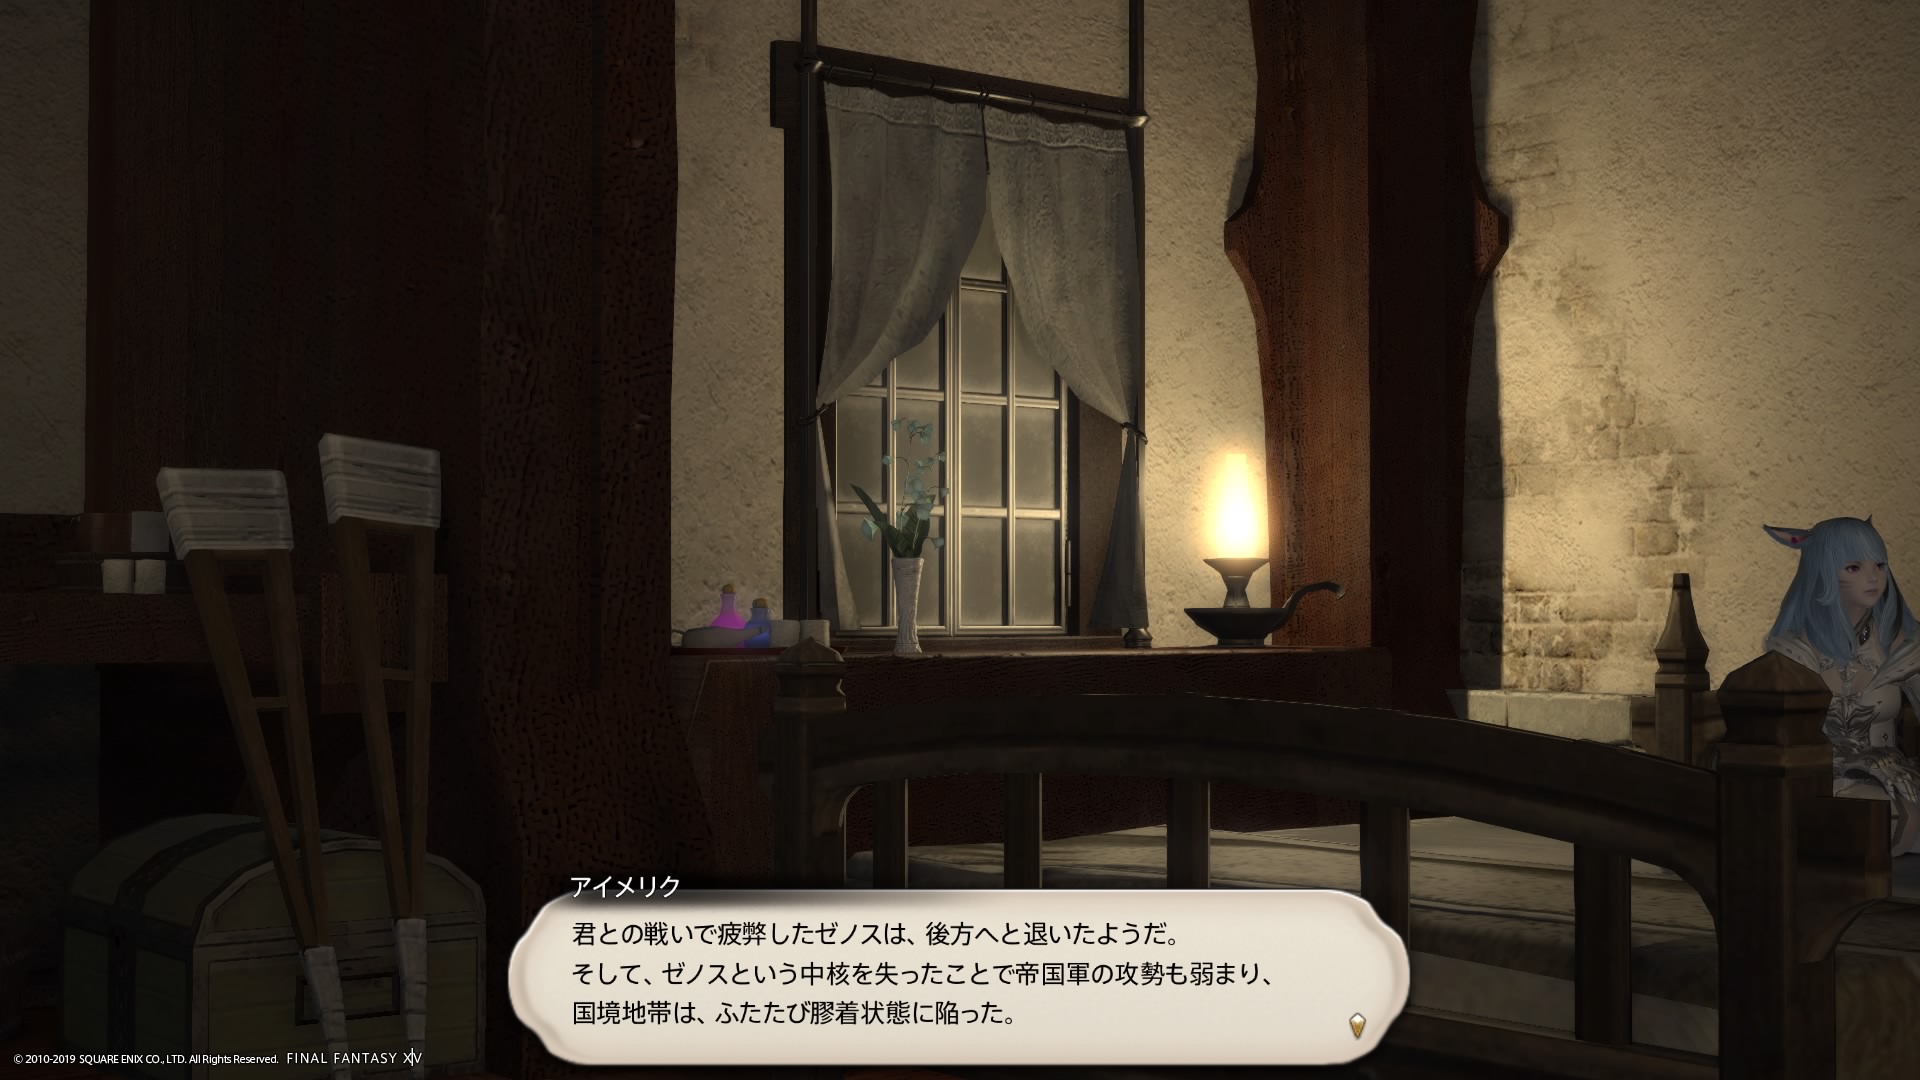 アイメリク
君との戦いで疲弊したゼノスは、後方へと退いたようだ。
そして、ゼノスという中核を失ったことで帝国軍の攻勢も弱まり、
国境地帯は、ふたたび膠着状態に陥った。
© 2010-2019 SQUARE ENIX CO., LTD. All Rights Reserved. FINAL FANTASY XIV